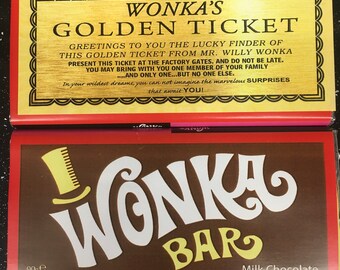 WONKA'S
GOLDEN TICKET
GREETINGS TO YOU THE LUCKY FINDER OF
THIS GOLDEN TICKET FROM MR. WILLY WONKA
PRESENT THIS TICKET AT THE FACTORY GATES, AND DO NOT BE LATE.
YOU MAY BRING WITH YOU ONE MEMBER OF YOUR FAMILY
....AND ONLY ONE...BUT NO ONE ELSE.
In your wildest dreams, you can not imagine the marvelous SURPRISES
that await YOU!
WONKA
BAR
Milk Chocolate